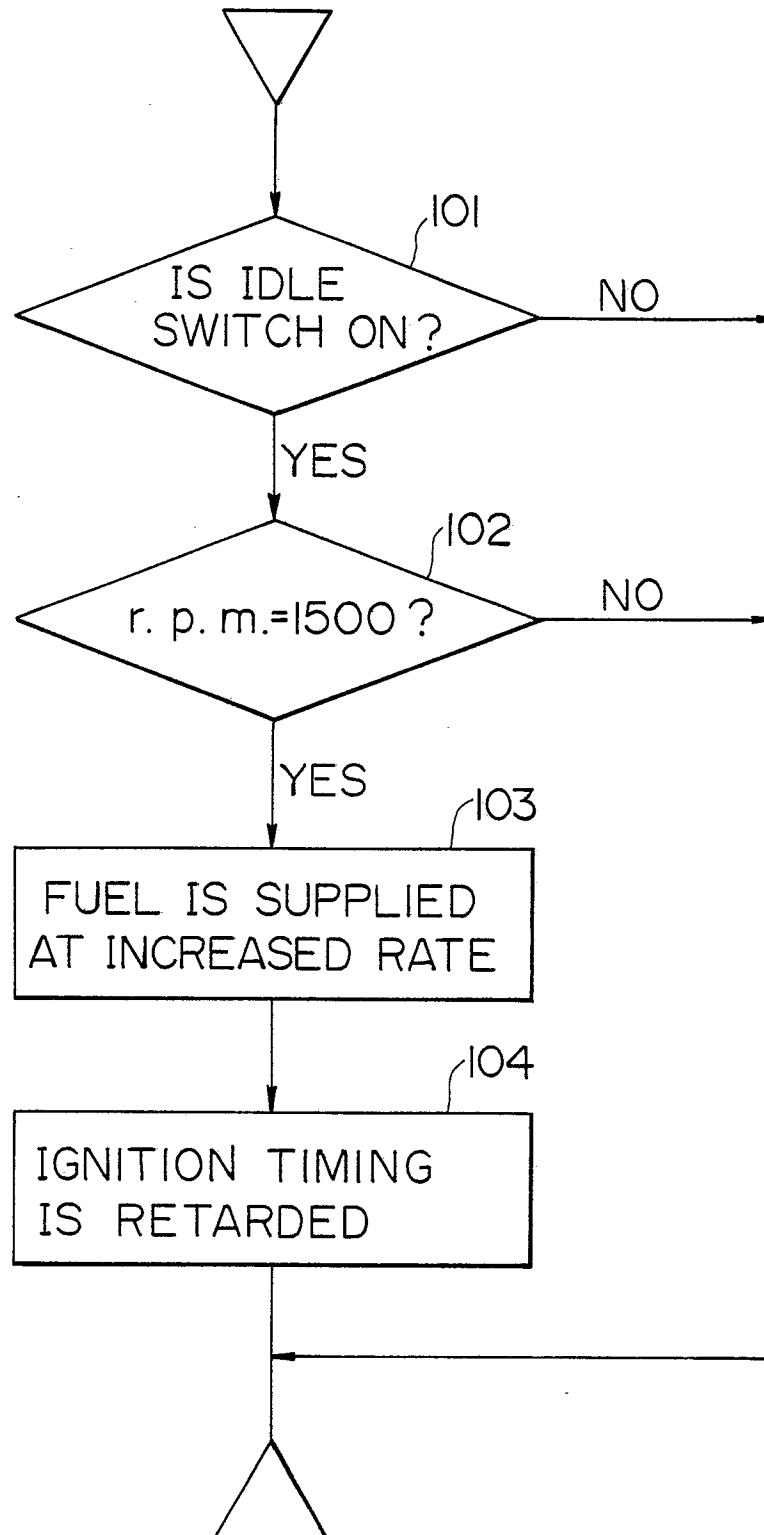 101
IS IDLE
SWITCH ON?
NO
YES
102
r. p. m.=1500?
NO
YES
103
FUEL IS SUPPLIED
AT INCREASED RATE
104
IGNITION TIMING
IS RETARDED